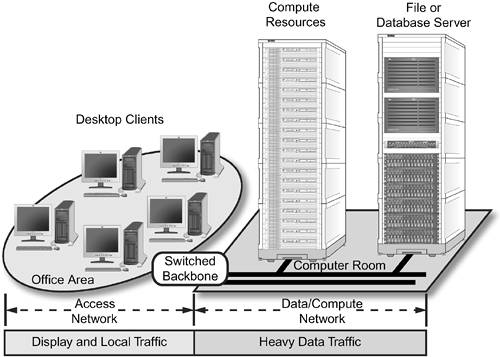 Compute
Resources
File or
Database Server
Desktop Clients
Office Area
Switched
Backbone
Computer Room
Access
Network
Data/Compute
Network
Display and Local Traffic
Heavy Data Traffic